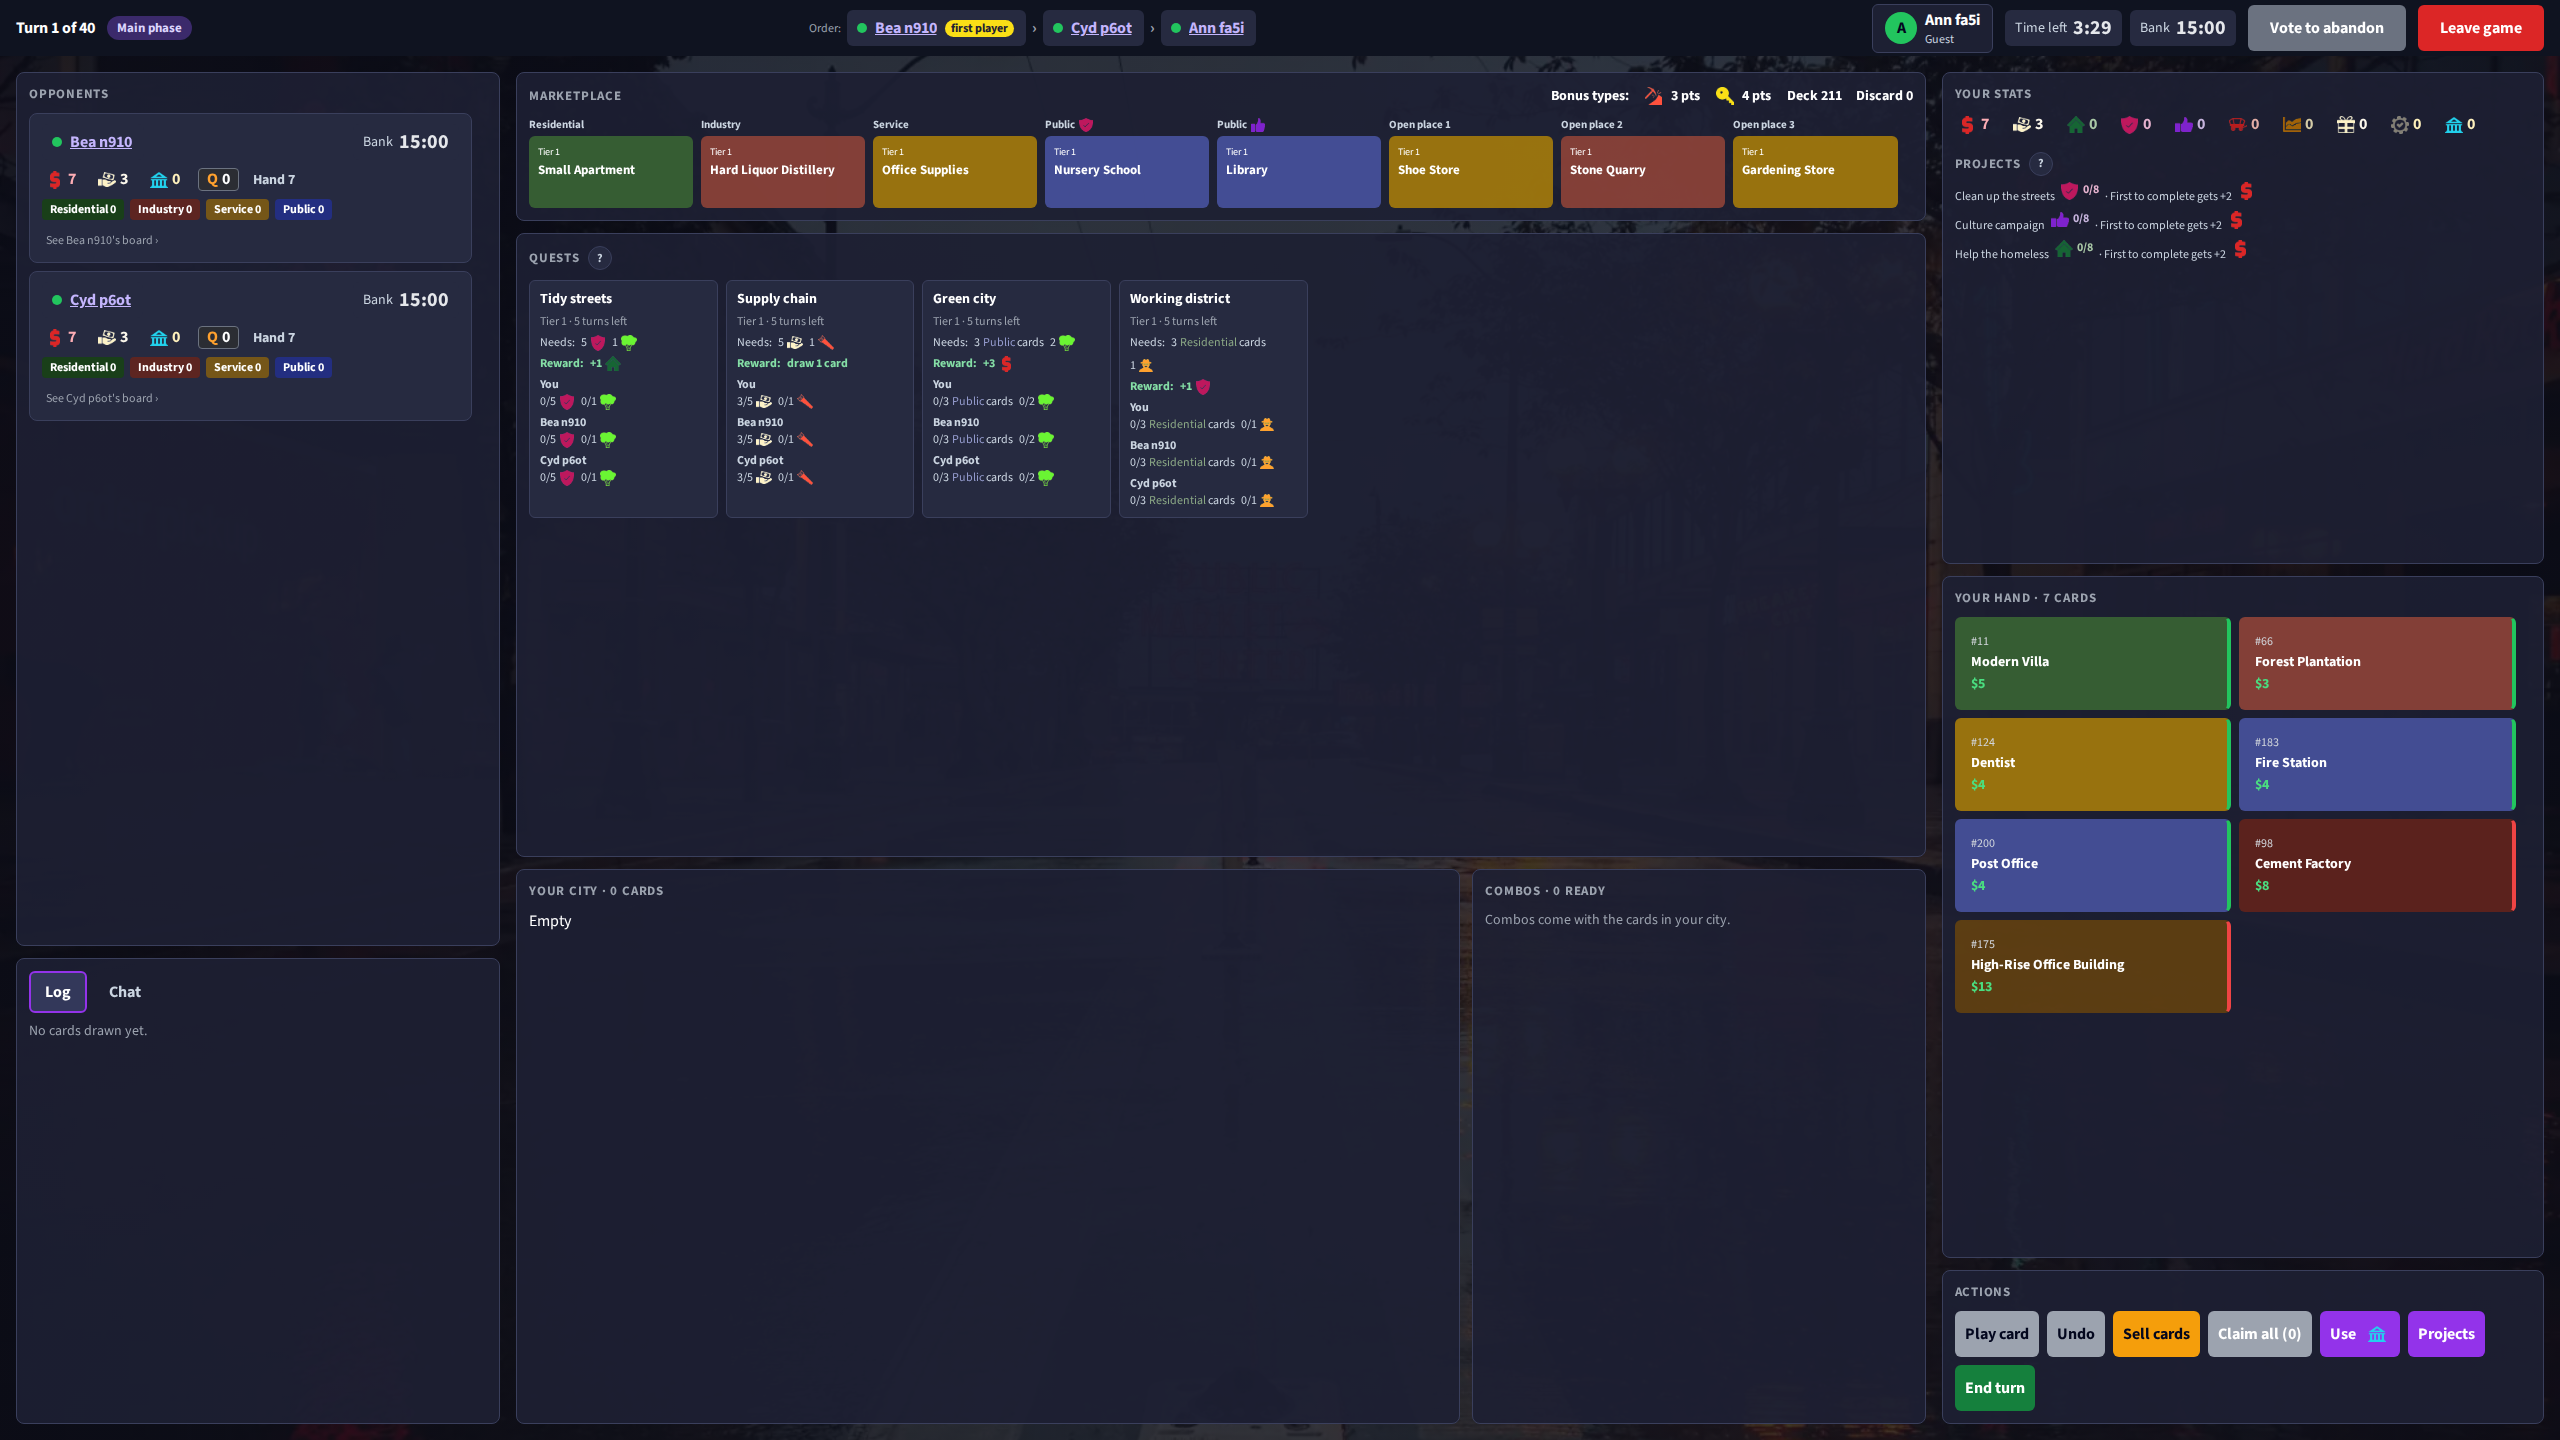 Turn 1 of 40 Main phase
Order: Bea n910 first player › Cyd p6ot › Ann fa5i
A Ann fa5i Guest Time left 3:29 Bank 15:00 Vote to abandon Leave game
OPPONENTS
Bea n910 Bank 15:00
7 3 0 Q 0 Hand 7
Residential 0 Industry 0 Service 0 Public 0
See Bea n910's board ›
Cyd p6ot Bank 15:00
7 3 0 Q 0 Hand 7
Residential 0 Industry 0 Service 0 Public 0
See Cyd p6ot's board ›
Log Chat
No cards drawn yet.
MARKETPLACE Bonus types: 3 pts 4 pts Deck 211 Discard 0
Residential Industry Service Public Public Open place 1 Open place 2 Open place 3
Tier 1 Tier 1 Tier 1 Tier 1 Tier 1 Tier 1 Tier 1 Tier 1
Small Apartment Hard Liquor Distillery Office Supplies Nursery School Library Shoe Store Stone Quarry Gardening Store
QUESTS ?
Tidy streets
Tier 1 · 5 turns left
Needs: 5 1
Reward: +1
You
0/5 0/1
Bea n910
0/5 0/1
Cyd p6ot
0/5 0/1
Supply chain
Tier 1 · 5 turns left
Needs: 5 1
Reward: draw 1 card
You
3/5 0/1
Bea n910
3/5 0/1
Cyd p6ot
3/5 0/1
Green city
Tier 1 · 5 turns left
Needs: 3 Public cards 2
Reward: +3
You
0/3 Public cards 0/2
Bea n910
0/3 Public cards 0/2
Cyd p6ot
0/3 Public cards 0/2
Working district
Tier 1 · 5 turns left
Needs: 3 Residential cards
1
Reward: +1
You
0/3 Residential cards 0/1
Bea n910
0/3 Residential cards 0/1
Cyd p6ot
0/3 Residential cards 0/1
YOUR CITY · 0 CARDS
Empty
COMBOS · 0 READY
Combos come with the cards in your city.
YOUR STATS
7 3 0 0 0 0 0 0 0 0
PROJECTS ?
Clean up the streets 0/8 · First to complete gets +2
Culture campaign 0/8 · First to complete gets +2
Help the homeless 0/8 · First to complete gets +2
YOUR HAND · 7 CARDS
#11
Modern Villa
$5
#66
Forest Plantation
$3
#124
Dentist
$4
#183
Fire Station
$4
#200
Post Office
$4
#98
Cement Factory
$8
#175
High-Rise Office Building
$13
ACTIONS
Play card Undo Sell cards Claim all (0) Use Projects
End turn